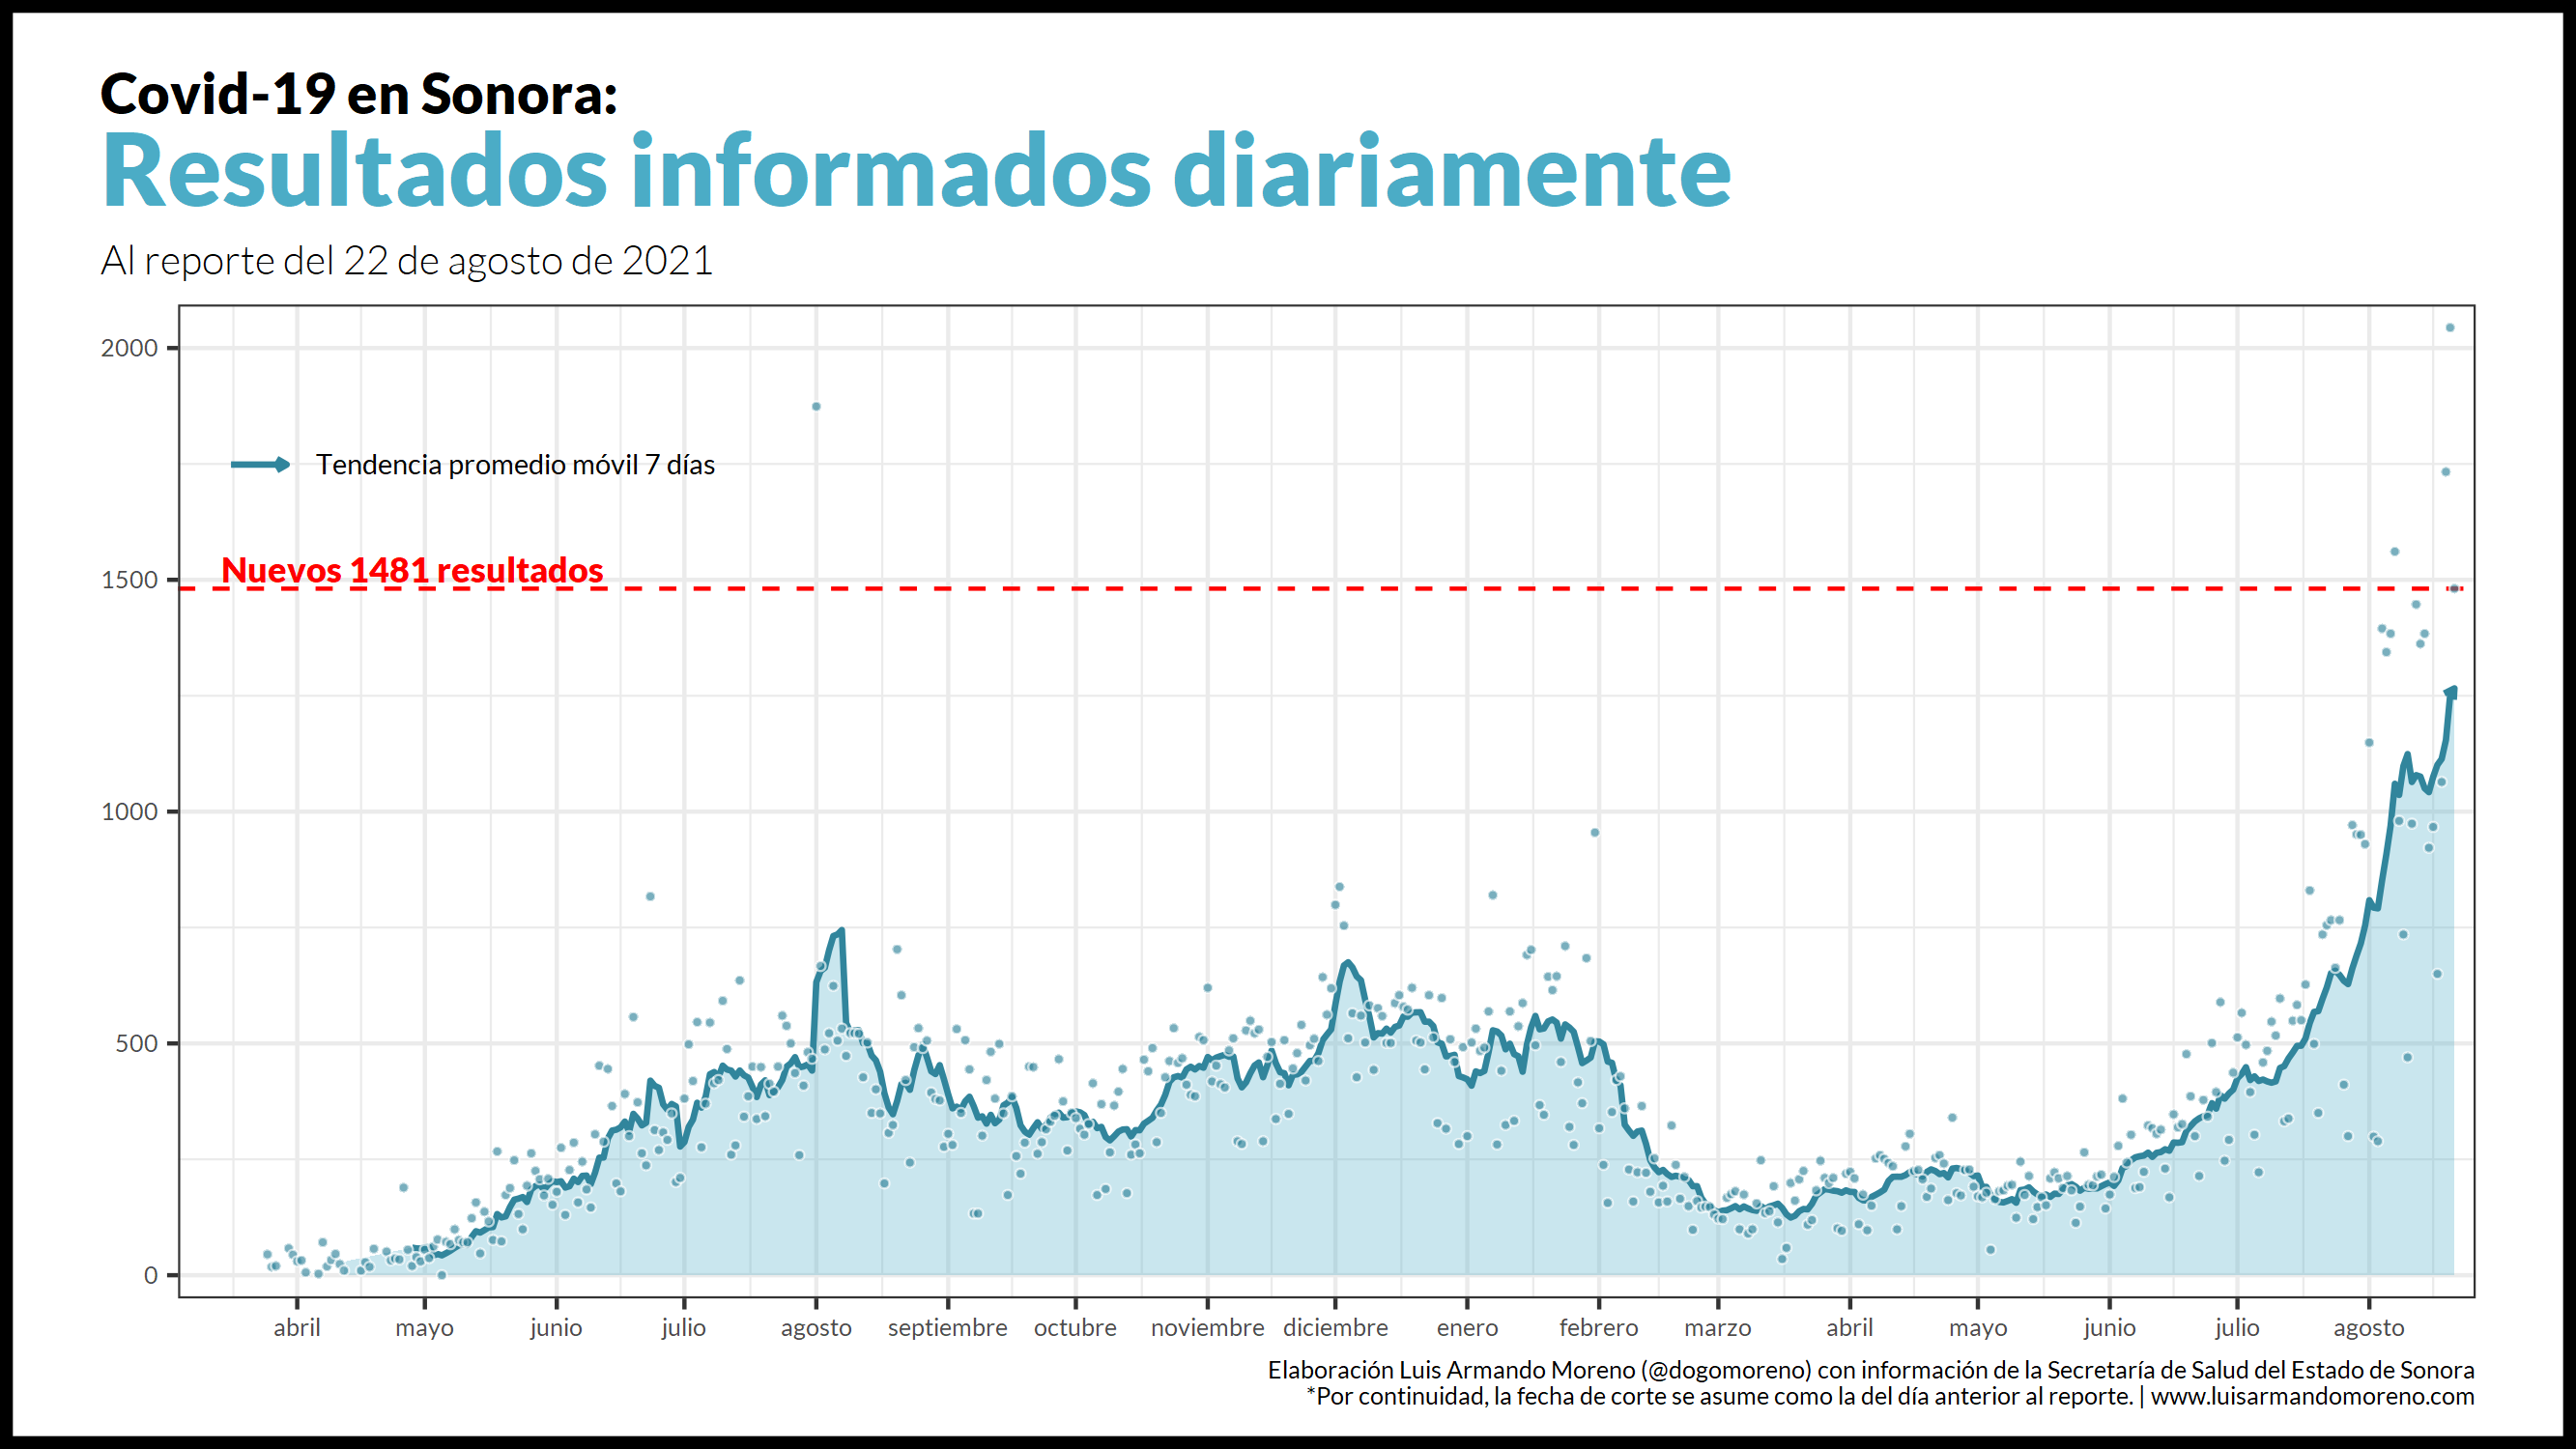 Covid-19 en Sonora:
Resultados informados diariamente
Al reporte del 22 de agosto de 2021
2000
Tendencia promedio móvil 7 días
Nuevos 1481 resultados
1500
1000
500
0
abril mayo junio julio agosto septiembre octubre noviembre diciembre enero febrero marzo abril mayo junio julio agosto
Elaboración Luis Armando Moreno (@dogomoreno) con información de la Secretaría de Salud del Estado de Sonora
*Por continuidad, la fecha de corte se asume como la del día anterior al reporte. | www.luisarmandomoreno.com